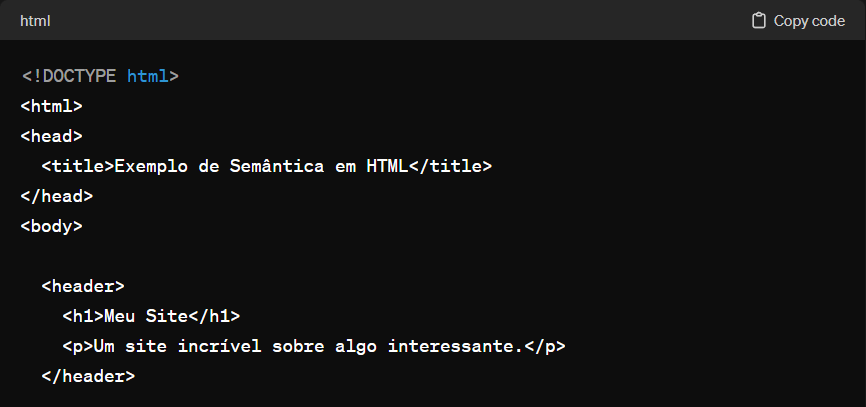 html
Copy code
<!DOCTYPE html>
<html>
<head>
  <title>Exemplo de Semântica em HTML</title>
</head>
<body>

  <header>
    <h1>Meu Site</h1>
    <p>Um site incrível sobre algo interessante.</p>
  </header>